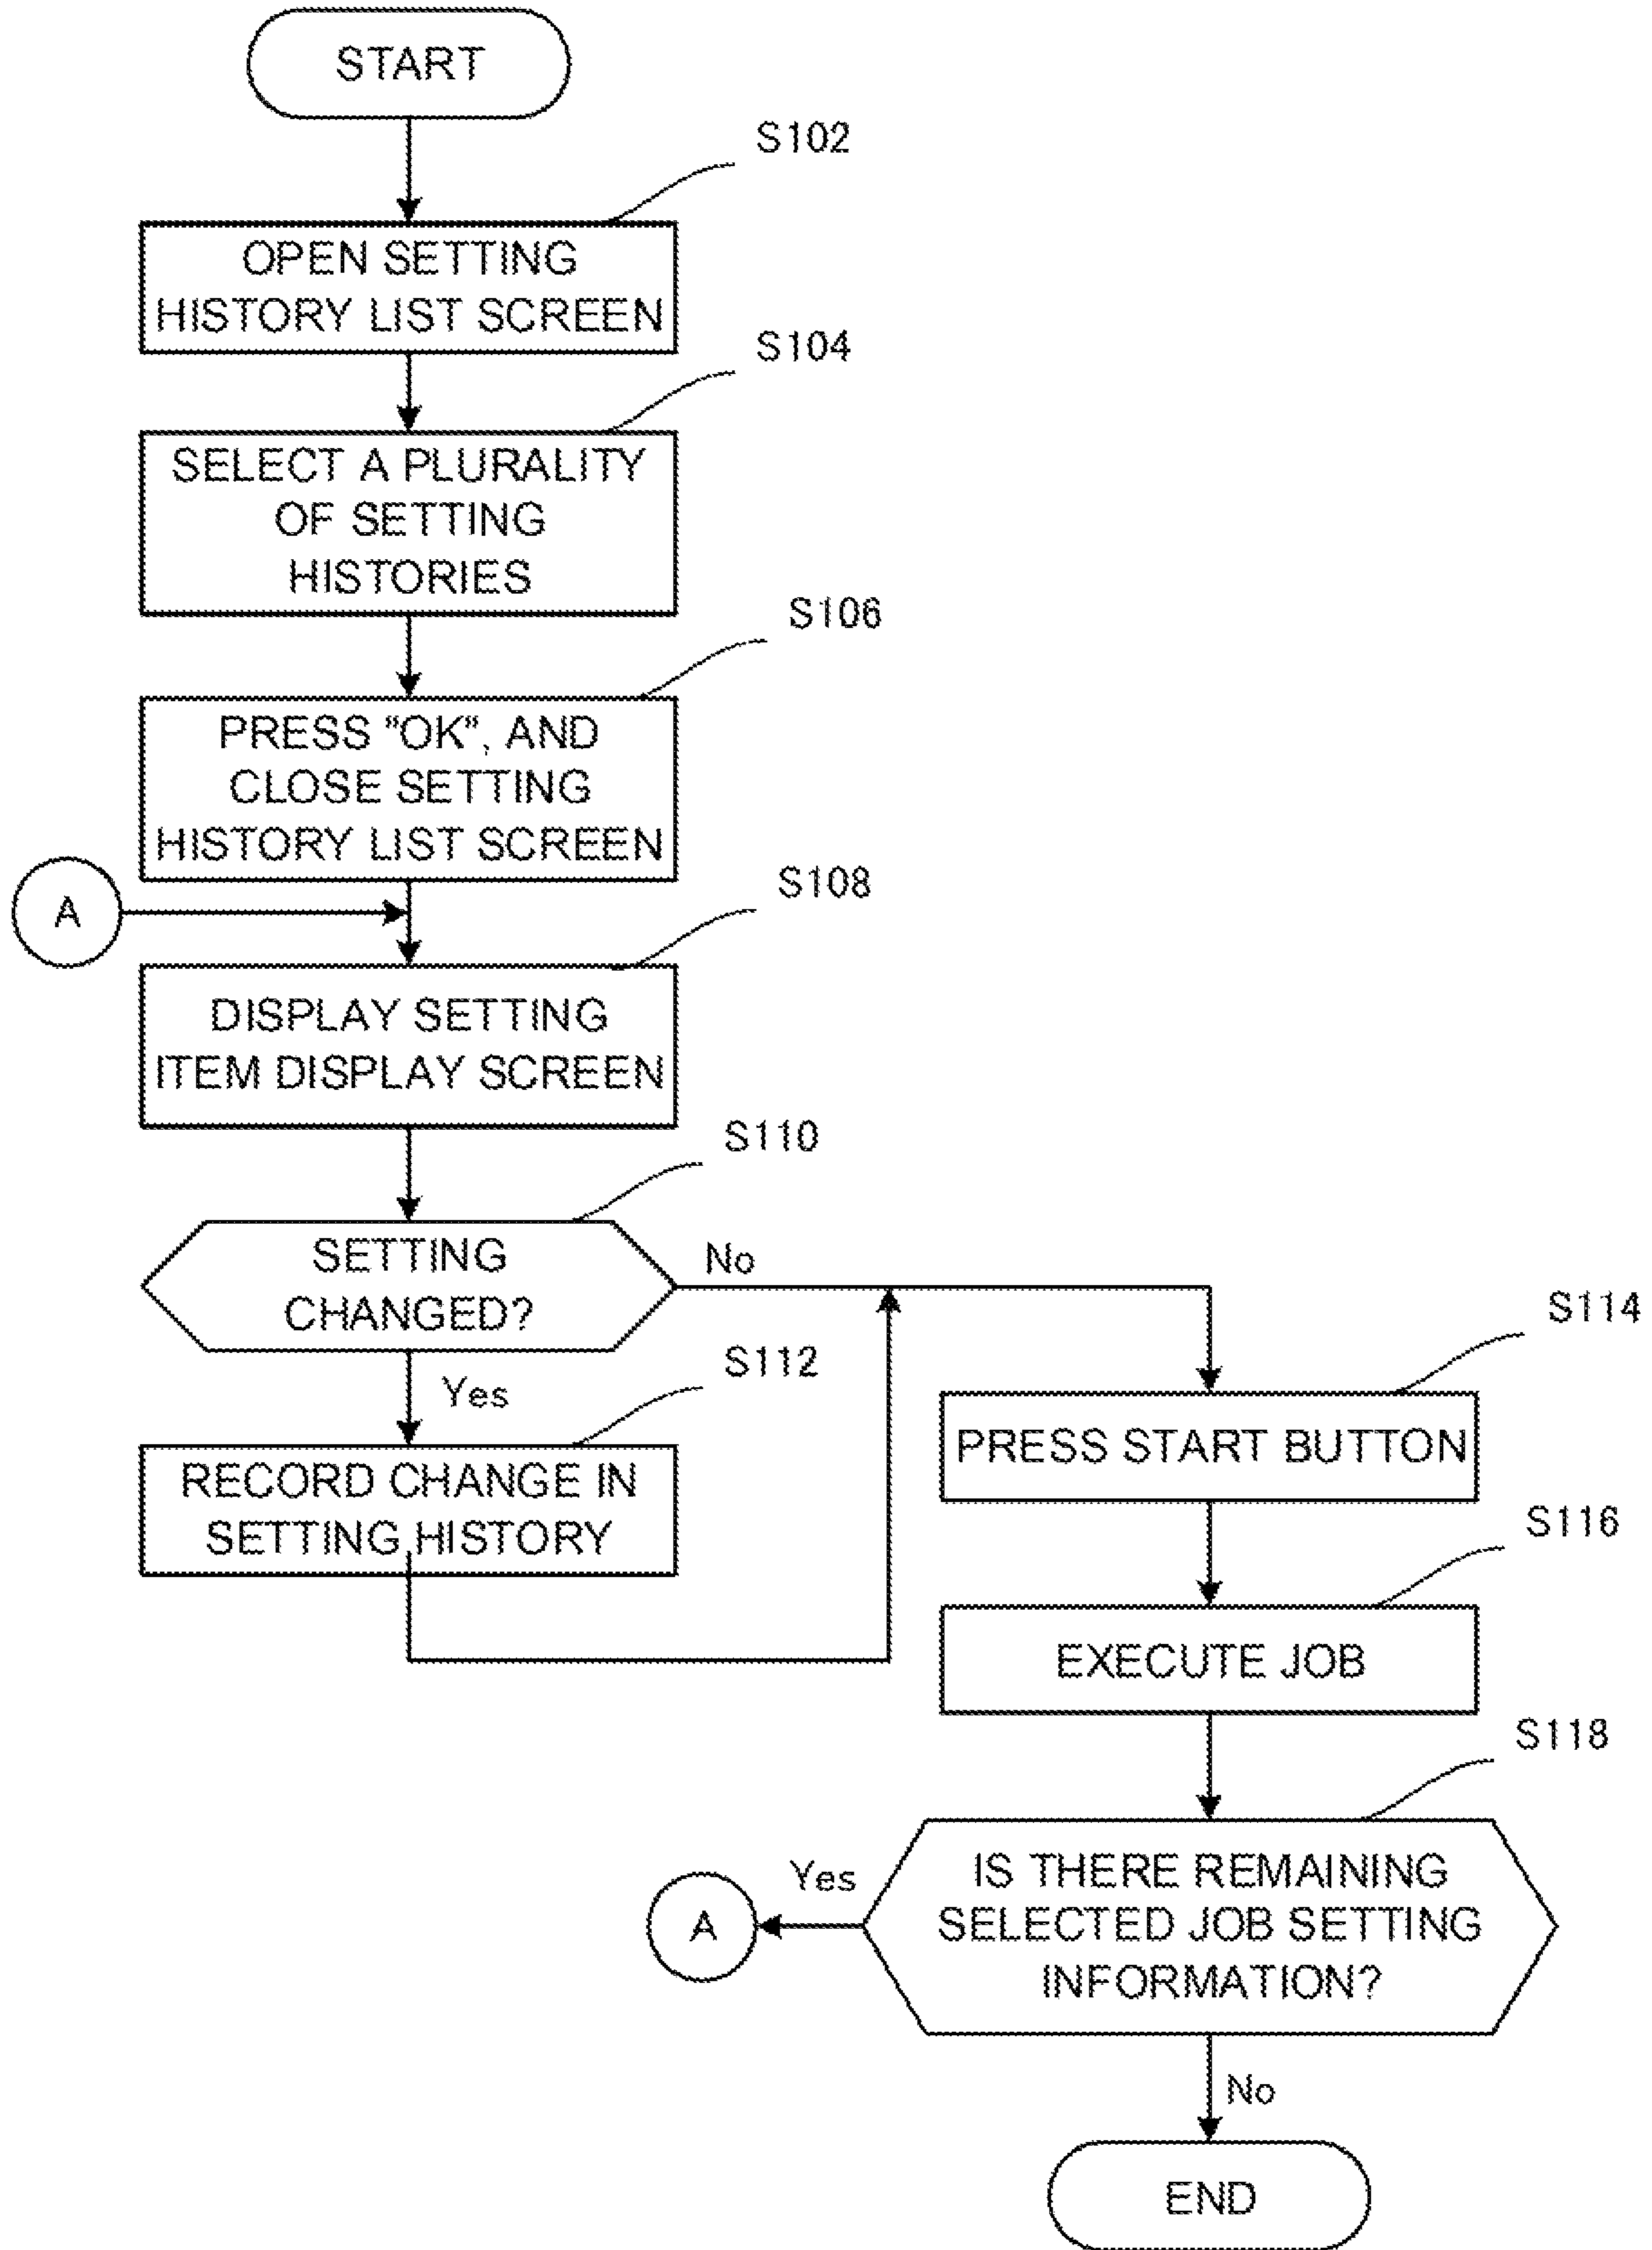 START
S102
OPEN SETTING
HISTORY LIST SCREEN
S104
SELECT A PLURALITY
OF SETTING
HISTORIES
S106
PRESS "OK", AND
CLOSE SETTING
HISTORY LIST SCREEN
A
S108
DISPLAY SETTING
ITEM DISPLAY SCREEN
S110
SETTING
CHANGED?
No
Yes
S112
RECORD CHANGE IN
SETTING HISTORY
S114
PRESS START BUTTON
S116
EXECUTE JOB
S118
IS THERE REMAINING
SELECTED JOB SETTING
INFORMATION?
Yes
A
No
END